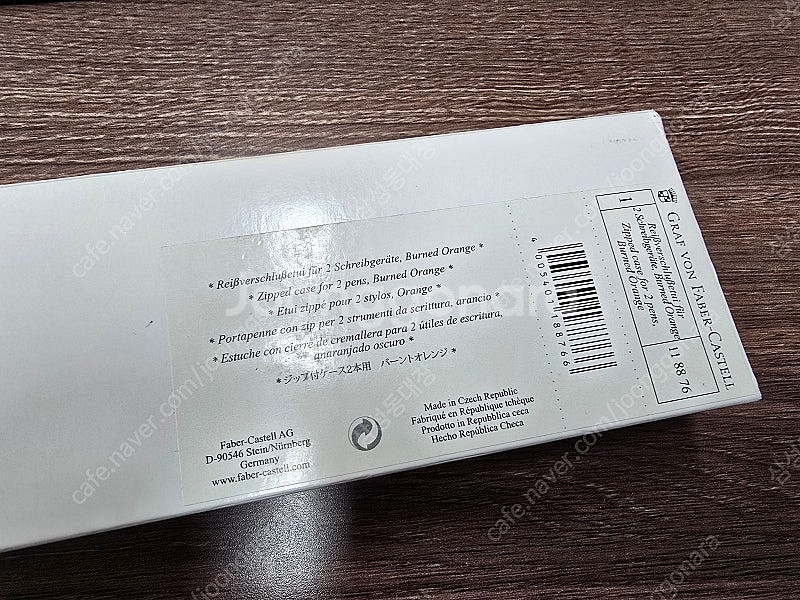 * Reißverschlußetui für 2 Schreibgeräte, Burned Orange *
* Zipped case for 2 pens, Burned Orange *
* Etui zippé pour 2 stylos, Orange *
* Portapenne con zip per 2 strumenti da scrittura, arancio *
* Estuche con cierre de cremallera para 2 útiles de escritura,
anaranjado oscuro *
* ジップ付ケース2本用 バーントオレンジ *
Faber-Castell AG
D-90546 Stein/Nürnberg
Germany
www.faber-castell.com
Made in Czech Republic
Fabriqué en République tchèque
Prodotto in Repubblica ceca
Hecho República Checa
4 005401 188766
1
2 Schreibgeräte, Burned Orange
Reißverschlußetui für
Zipped case for 2 pens,
Burned Orange
11 88 76
GRAF VON FABER-CASTELL
Joongonara
cafe.naver.com/joonggonara